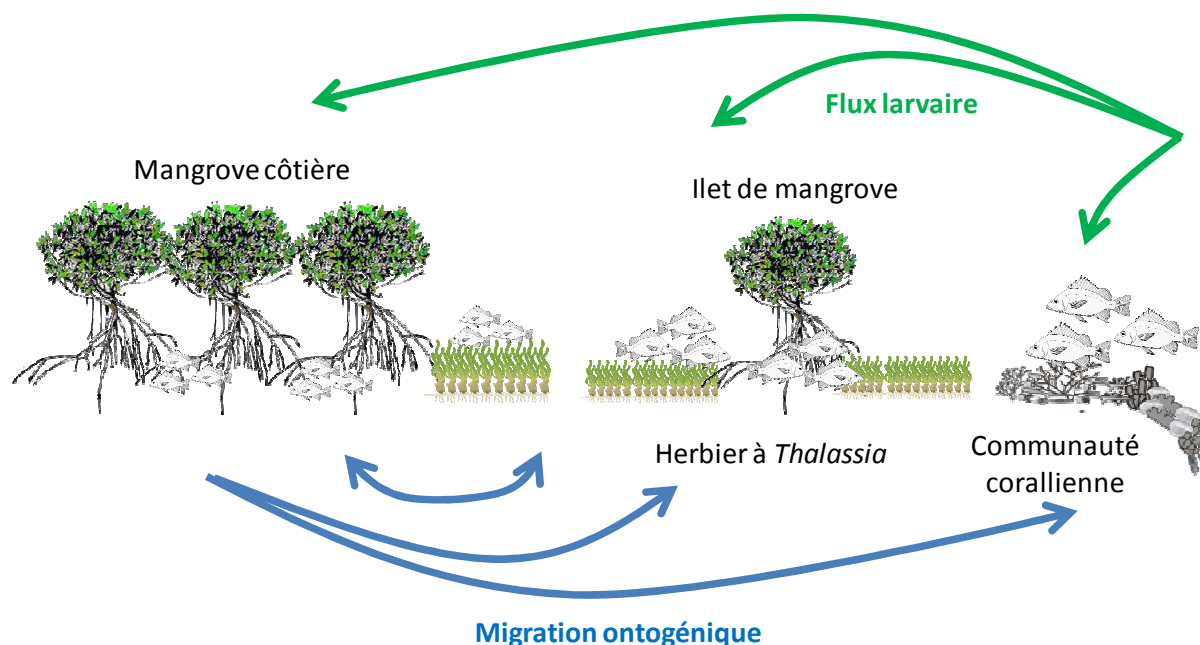 Flux larvaire
Mangrove côtière
Ilet de mangrove
Herbier à Thalassia
Communauté
corallienne
Migration ontogénique